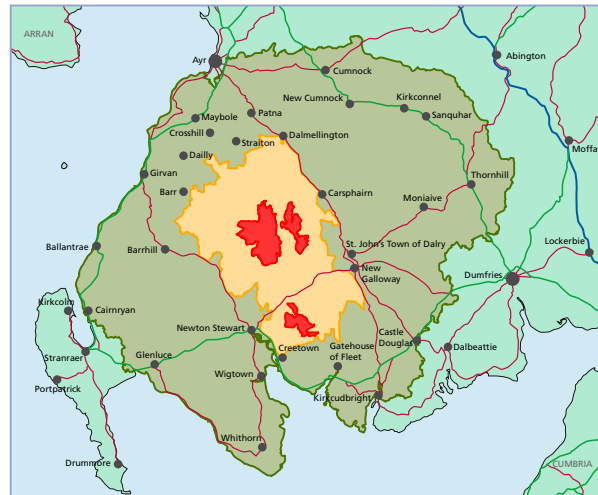 ARRAN
Abington
Ayr
Cumnock
New Cumnock
Kirkconnel
Sanquhar
Patna
Maybole
Crosshill
Straiton
Dalmellington
Moffat
Dailly
Girvan
Barr
Carsphairn
Thornhill
Moniaive
Ballantrae
Barrhill
St. John's Town of Dalry
Lockerbie
New
Galloway
Dumfries
Kirkcolm
Cairnryan
Newton Stewart
Castle
Douglas
Dalbeattie
Stranraer
Glenluce
Creetown
Gatehouse
of Fleet
Portpatrick
Wigtown
Kirkcudbright
Whithorn
Drummore
CUMBRIA